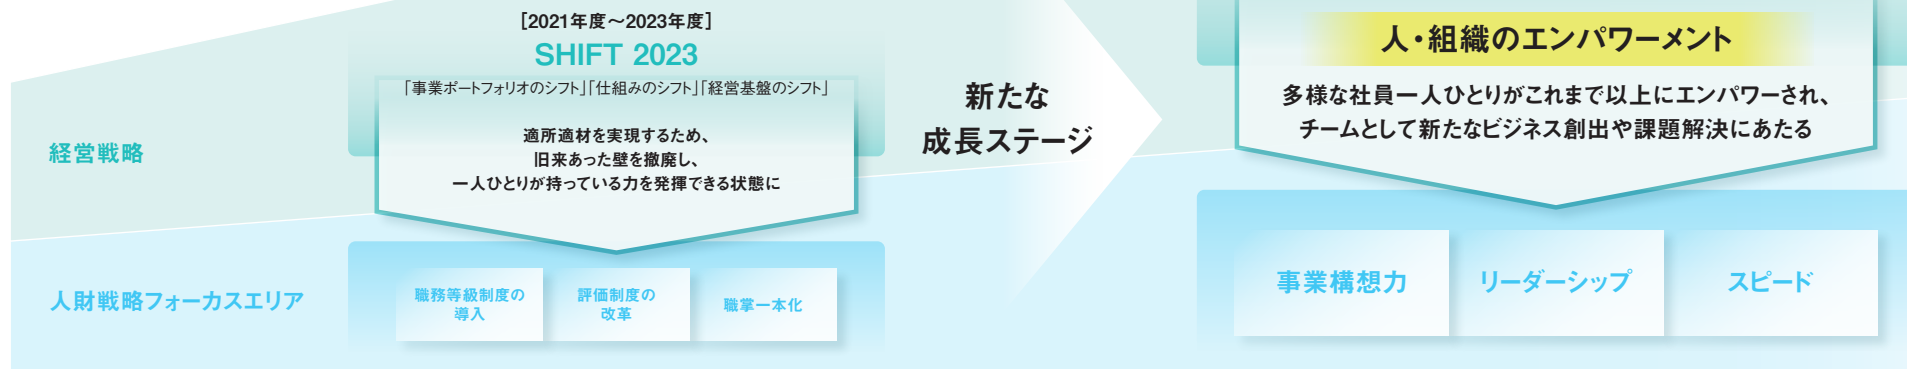 [2021年度～2023年度]
SHIFT 2023
「事業ポートフォリオのシフト」「仕組みのシフト」「経営基盤のシフト」
適所適材を実現するため、
旧来あった壁を撤廃し、
一人ひとりが持っている力を発揮できる状態に
経営戦略
新たな
成長ステージ
人・組織のエンパワーメント
多様な社員一人ひとりがこれまで以上にエンパワーされ、
チームとして新たなビジネス創出や課題解決にあたる
人財戦略フォーカスエリア
職務等級制度の
導入
評価制度の
改革
職掌一本化
事業構想力
リーダーシップ
スピード